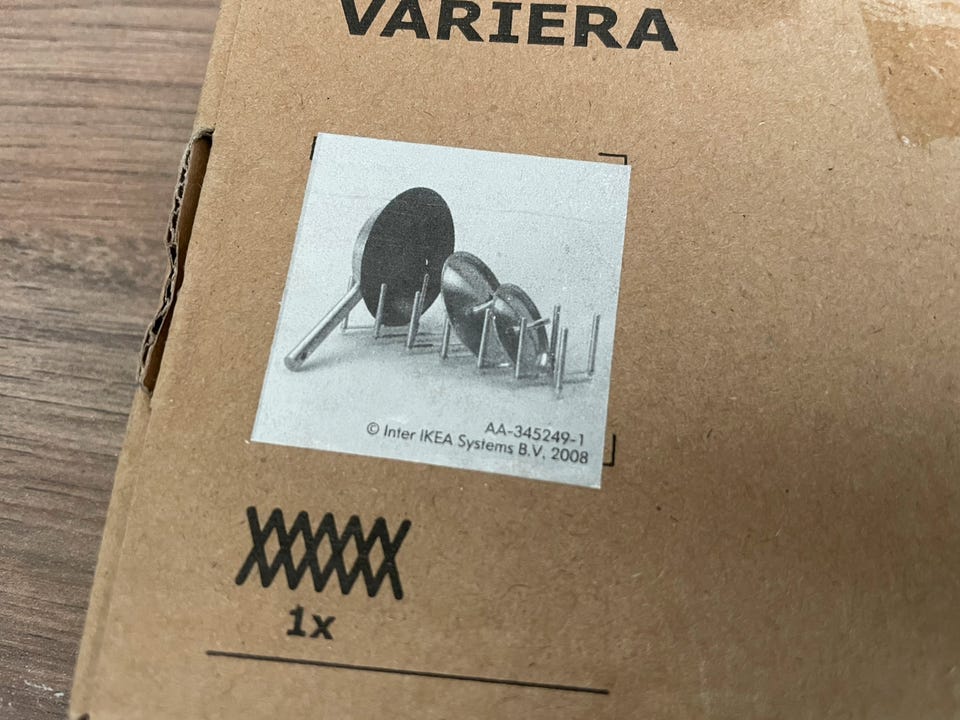 VARIERA
AA-345249-1
© Inter IKEA Systems B.V. 2008
1x